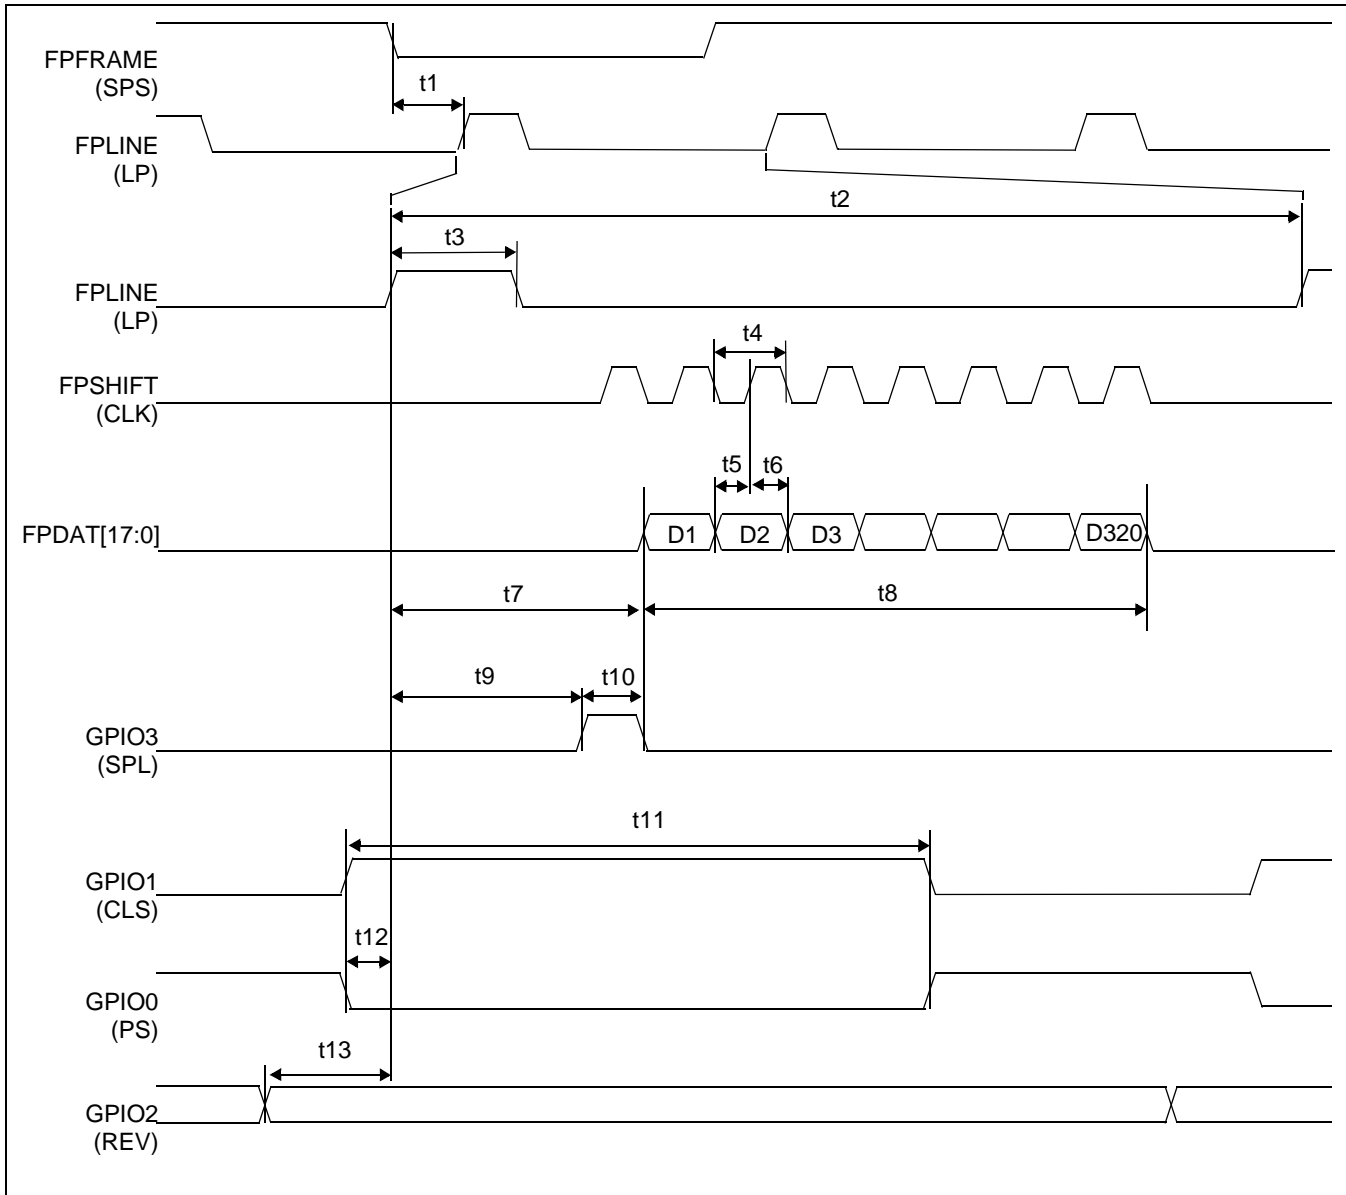 FPFRAME
(SPS)
t1
FPLINE
(LP)
t2
t3
FPLINE
(LP)
t4
FPSHIFT
(CLK)
t5 t6
FPDAT[17:0] D1 D2 D3 D320
t7 t8
t9 t10
GPIO3
(SPL)
t11
GPIO1
(CLS)
t12
GPIO0
(PS)
t13
GPIO2
(REV)